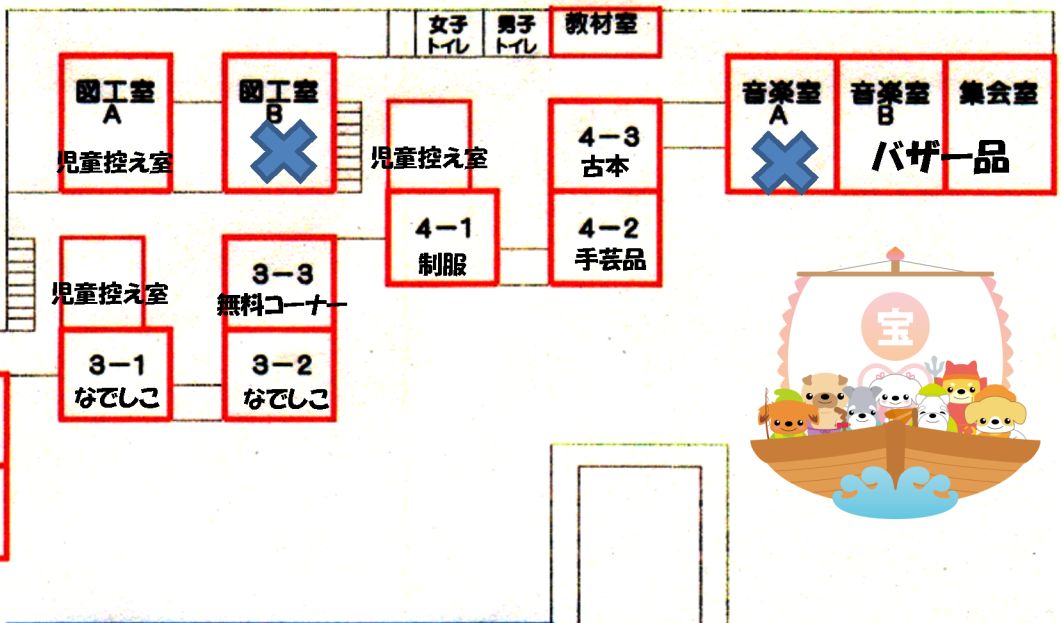 女子
トイレ
男子
トイレ
教材室
図工室
A
児童控え室
図工室
B
児童控え室
4-3
古本
音楽室
A
音楽室
B
集会室
バザー品
4-1
制服
4-2
手芸品
児童控え室
3-3
無料コーナー
3-1
なでしこ
3-2
なでしこ
宝